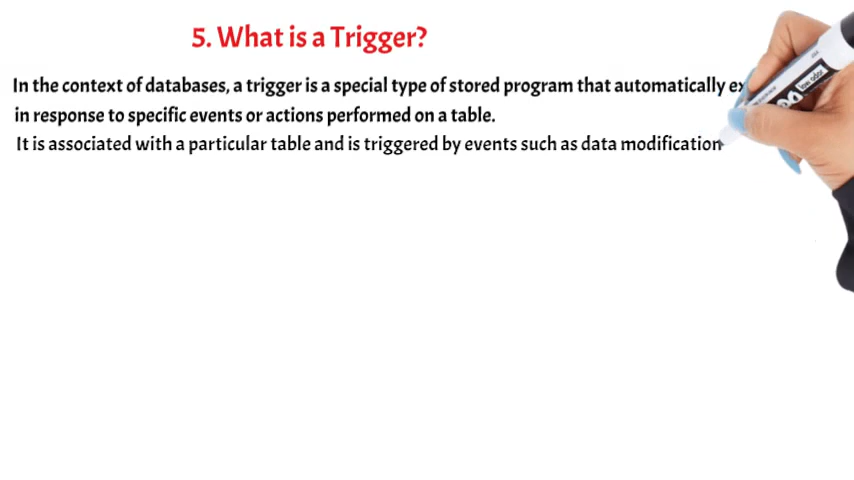 5. What is a Trigger?
In the context of databases, a trigger is a special type of stored program that automatically
in response to specific events or actions performed on a table.
It is associated with a particular table and is triggered by events such as data modification
low odor